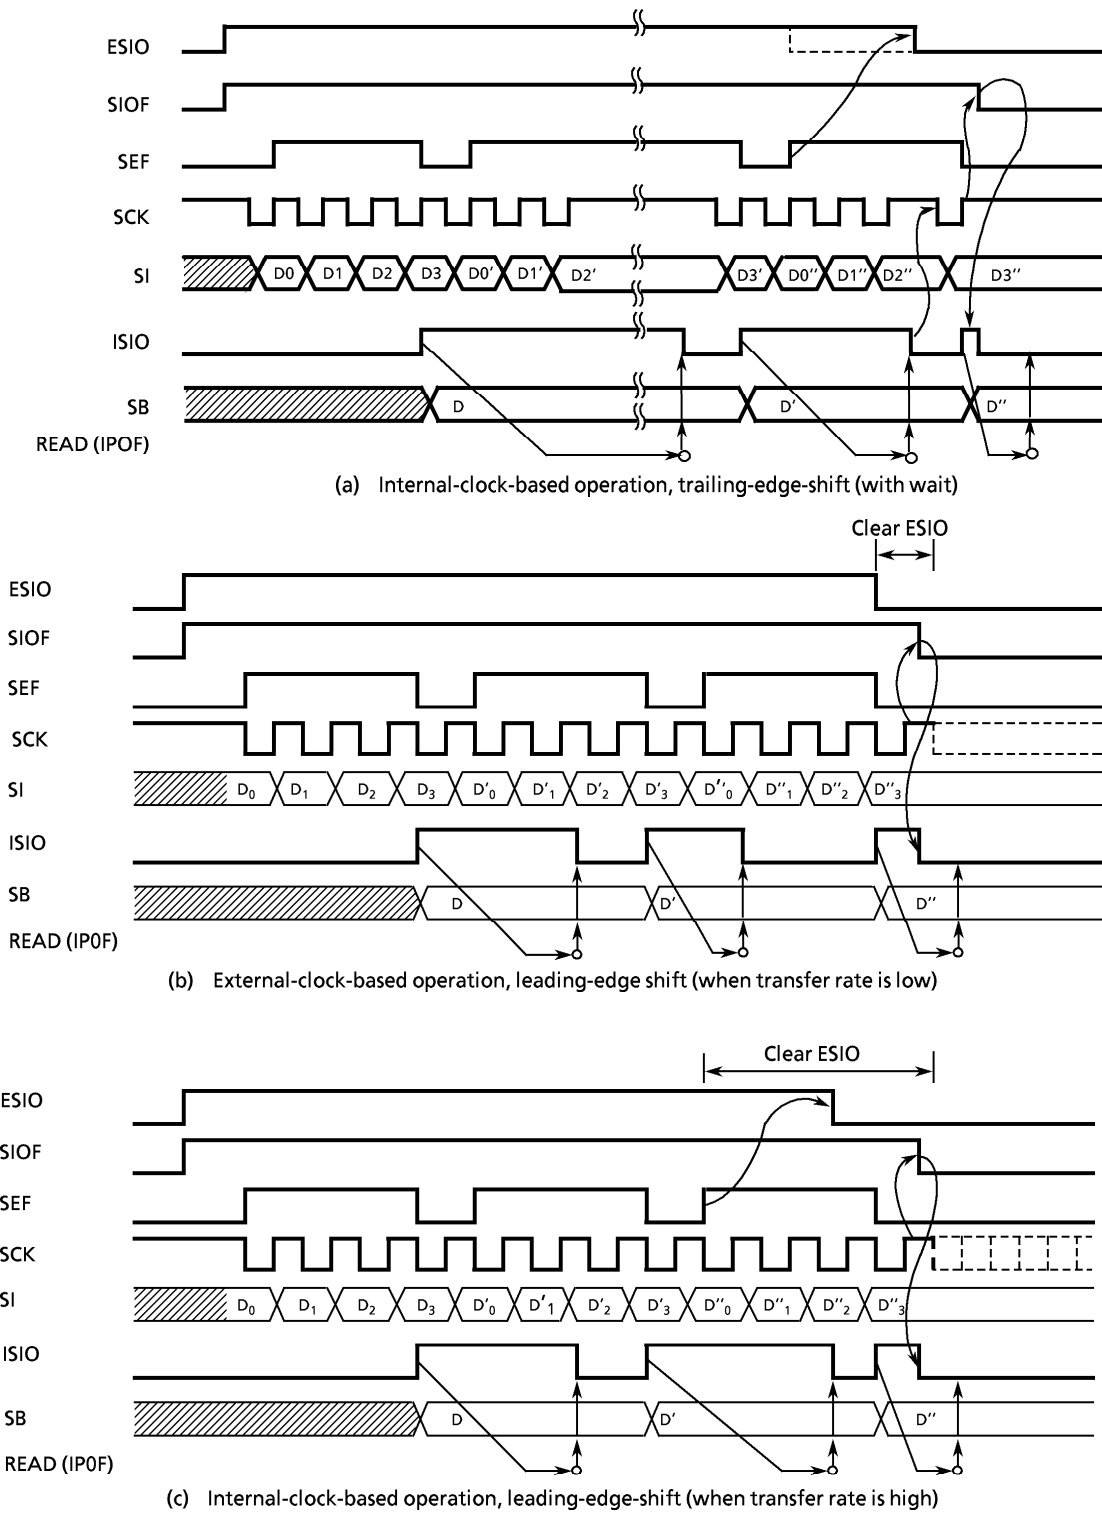 ESIO
SIOF
SEF
SCK
SI D0 D1 D2 D3 D0' D1' D2' D3' D0'' D1'' D2'' D3''
ISIO
SB D D' D''
READ (IPOF)
(a) Internal-clock-based operation, trailing-edge-shift (with wait)
Clear ESIO
ESIO
SIOF
SEF
SCK
SI D0 D1 D2 D3 D'0 D'1 D'2 D'3 D''0 D''1 D''2 D''3
ISIO
SB D D' D''
READ (IP0F)
(b) External-clock-based operation, leading-edge shift (when transfer rate is low)
Clear ESIO
ESIO
SIOF
SEF
SCK
SI D0 D1 D2 D3 D'0 D'1 D'2 D'3 D''0 D''1 D''2 D''3
ISIO
SB D D' D''
READ (IP0F)
(c) Internal-clock-based operation, leading-edge-shift (when transfer rate is high)